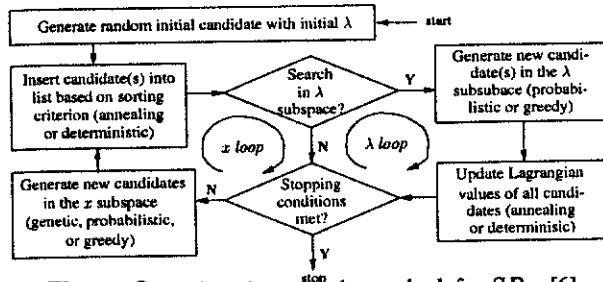 Generate random initial candidate with initial λ
start
Insert candidate(s) into
list based on sorting
criterion (annealing
or deterministic)
Search
in λ
subspace?
Y
Generate new candi-
date(s) in the λ
subsubace (probabi-
listic or greedy)
x loop
N
λ loop
Generate new candidates
in the x subspace
(genetic, probabilistic,
or greedy)
N
Stopping
conditions
met?
Update Lagrangian
values of all candi-
dates (annealing
or determinisic)
Y
stop